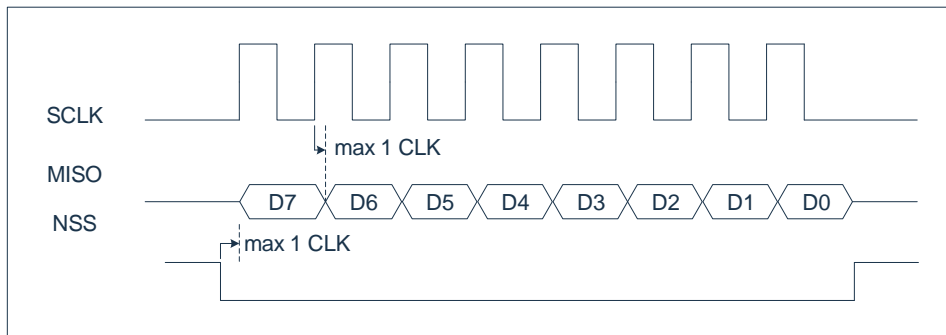 SCLK
max 1 CLK
MISO
D7 D6 D5 D4 D3 D2 D1 D0
NSS
max 1 CLK